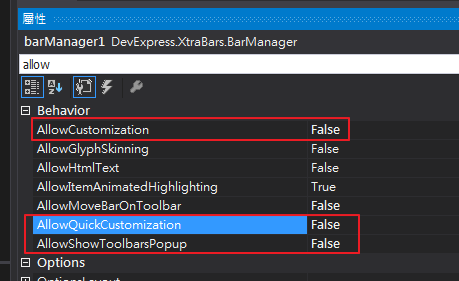 屬性
barManager1 DevExpress.XtraBars.BarManager
allow
Behavior
AllowCustomization False
AllowGlyphSkinning False
AllowHtmlText False
AllowItemAnimatedHighlighting True
AllowMoveBarOnToolbar False
AllowQuickCustomization False
AllowShowToolbarsPopup False
Options
OptionsLayout